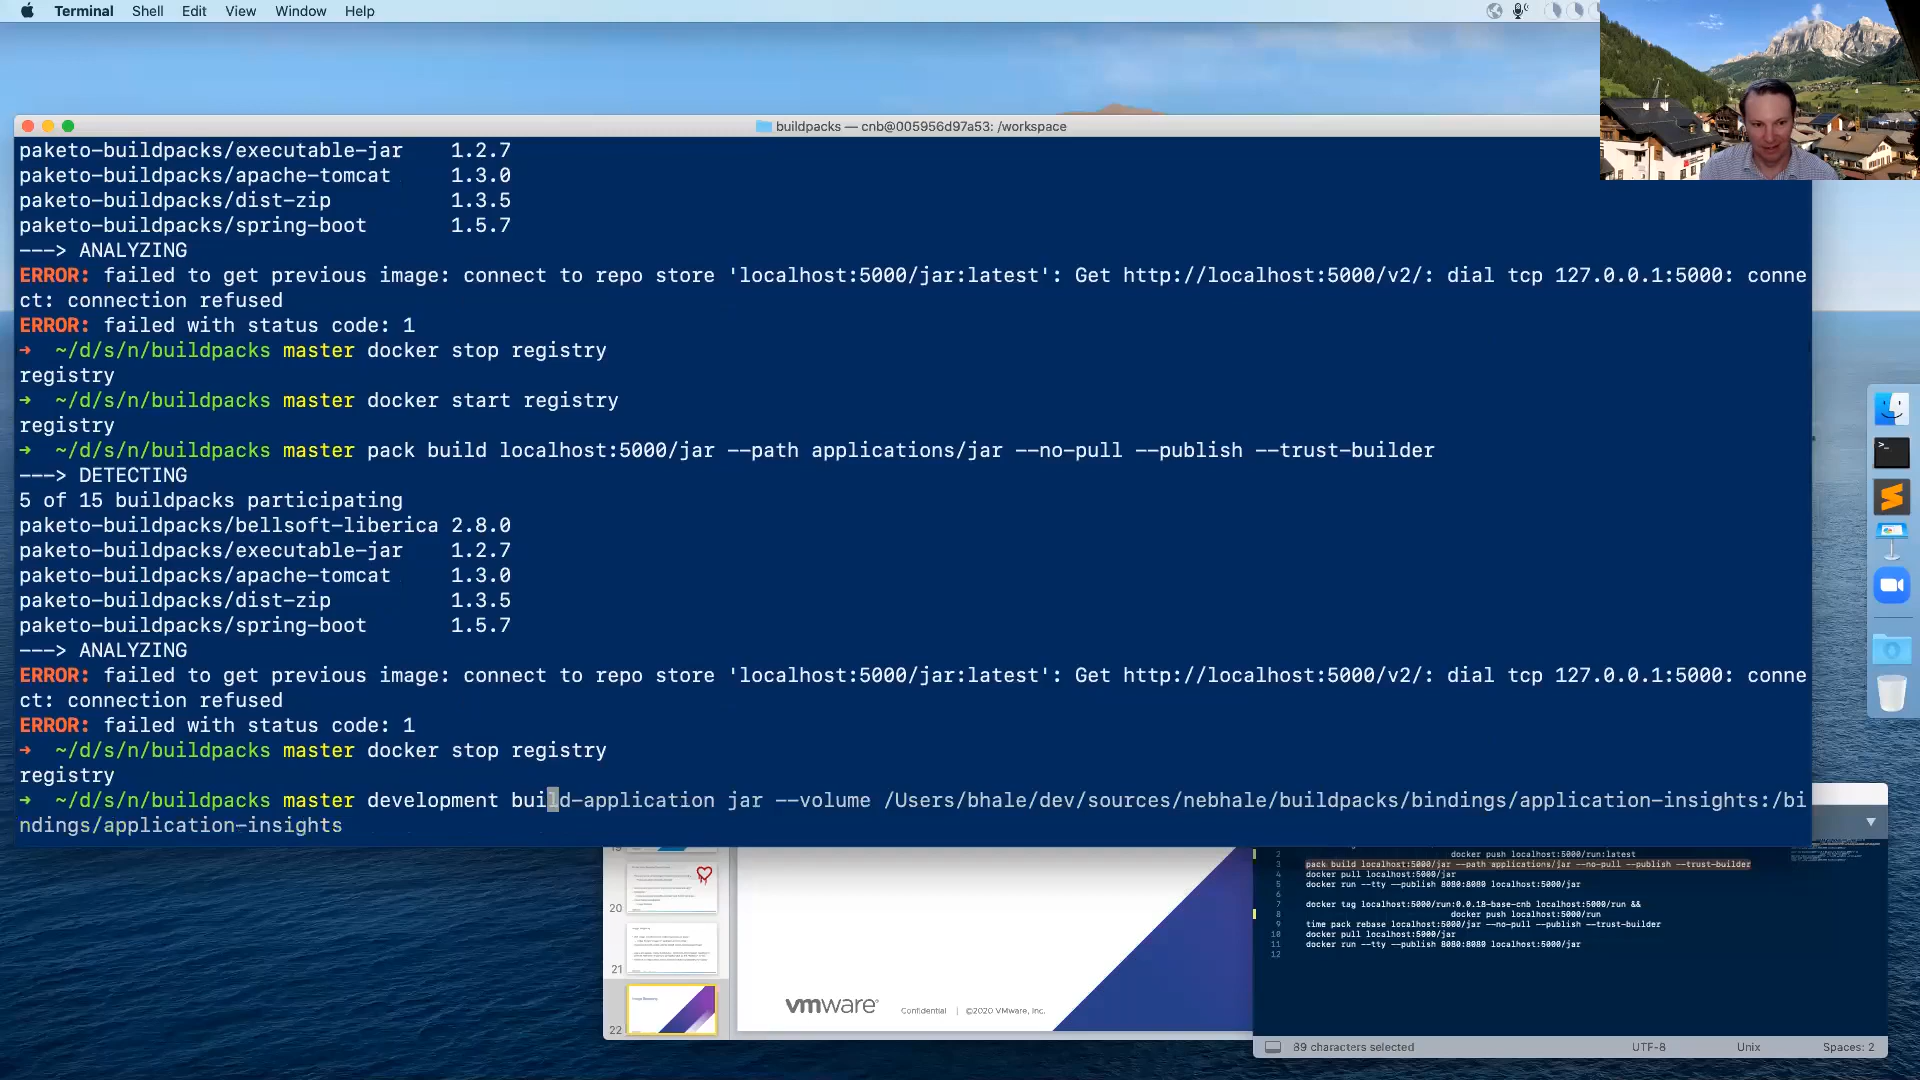 Terminal Shell Edit View Window Help
buildpacks — cnb@005956d97a53: /workspace
paketo-buildpacks/executable-jar 1.2.7
paketo-buildpacks/apache-tomcat 1.3.0
paketo-buildpacks/dist-zip 1.3.5
paketo-buildpacks/spring-boot 1.5.7
---> ANALYZING
ERROR: failed to get previous image: connect to repo store 'localhost:5000/jar:latest': Get http://localhost:5000/v2/: dial tcp 127.0.0.1:5000: conne
ct: connection refused
ERROR: failed with status code: 1
➜ ~/d/s/n/buildpacks master docker stop registry
registry
➜ ~/d/s/n/buildpacks master docker start registry
registry
➜ ~/d/s/n/buildpacks master pack build localhost:5000/jar --path applications/jar --no-pull --publish --trust-builder
---> DETECTING
5 of 15 buildpacks participating
paketo-buildpacks/bellsoft-liberica 2.8.0
paketo-buildpacks/executable-jar 1.2.7
paketo-buildpacks/apache-tomcat 1.3.0
paketo-buildpacks/dist-zip 1.3.5
paketo-buildpacks/spring-boot 1.5.7
---> ANALYZING
ERROR: failed to get previous image: connect to repo store 'localhost:5000/jar:latest': Get http://localhost:5000/v2/: dial tcp 127.0.0.1:5000: conne
ct: connection refused
ERROR: failed with status code: 1
➜ ~/d/s/n/buildpacks master docker stop registry
registry
➜ ~/d/s/n/buildpacks master development build-application jar --volume /Users/bhale/dev/sources/nebhale/buildpacks/bindings/application-insights:/bi
ndings/application-insights
20
21
22
vmware Confidential | ©2020 VMware, Inc.
2 docker push localhost:5000/run:latest
3 pack build localhost:5000/jar --path applications/jar --no-pull --publish --trust-builder
4 docker pull localhost:5000/jar
5 docker run --tty --publish 8080:8080 localhost:5000/jar
6
7 docker tag localhost:5000/run:0.0.18-base-cnb localhost:5000/run &&
8 docker push localhost:5000/run
9 time pack rebase localhost:5000/jar --no-pull --publish --trust-builder
10 docker pull localhost:5000/jar
11 docker run --tty --publish 8080:8080 localhost:5000/jar
12
89 characters selected UTF-8 Unix Spaces: 2